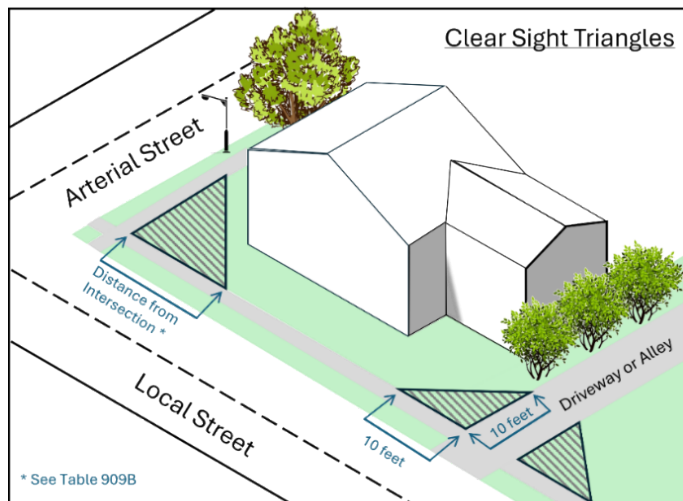 Clear Sight Triangles
Arterial Street
Distance from
Intersection *
Local Street
10 feet
10 feet
Driveway or Alley
* See Table 909B